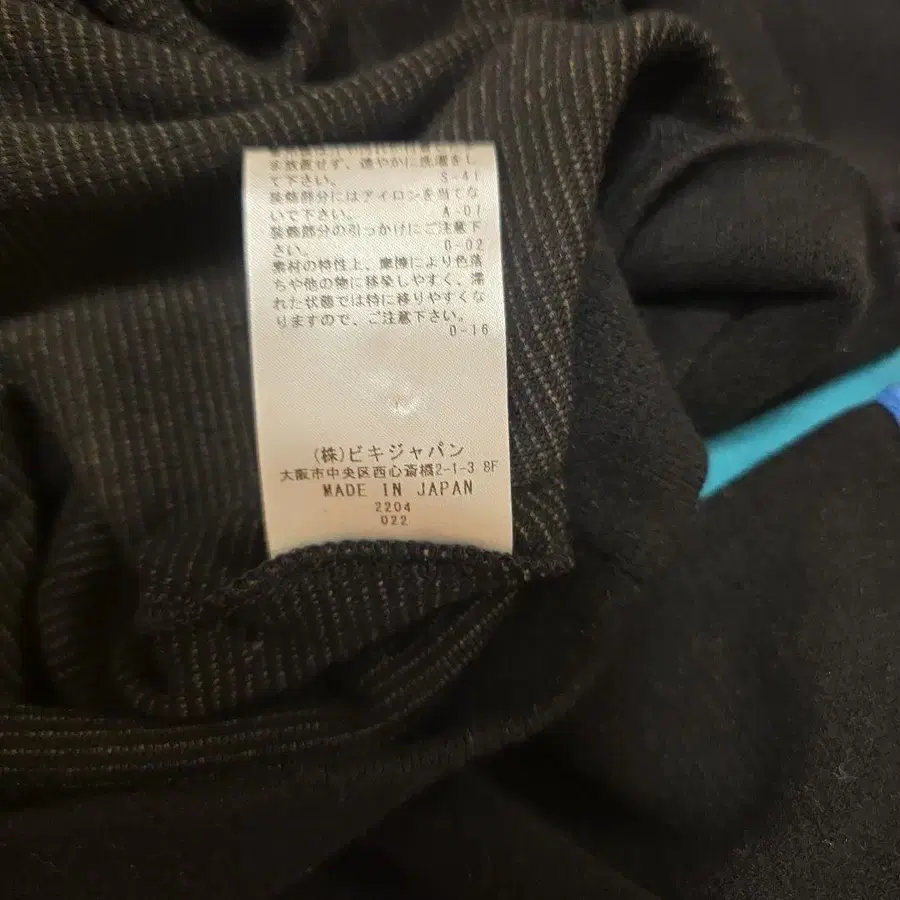 ま放置せず、速やかに洗濯をし
て下さい。 S-41
装飾部分にはアイロンを当てな
いで下さい。 A-01
装飾部分の引っかけにご注意下
さい。 O-02
素材の特性上、摩擦により色落
ちや他の物に移染しやすく、濡
れた状態では特に移りやすくな
りますので、ご注意下さい。
O-16
(株)ビキジャパン
大阪市中央区西心斎橋2-1-3 8F
MADE IN JAPAN
2204
022